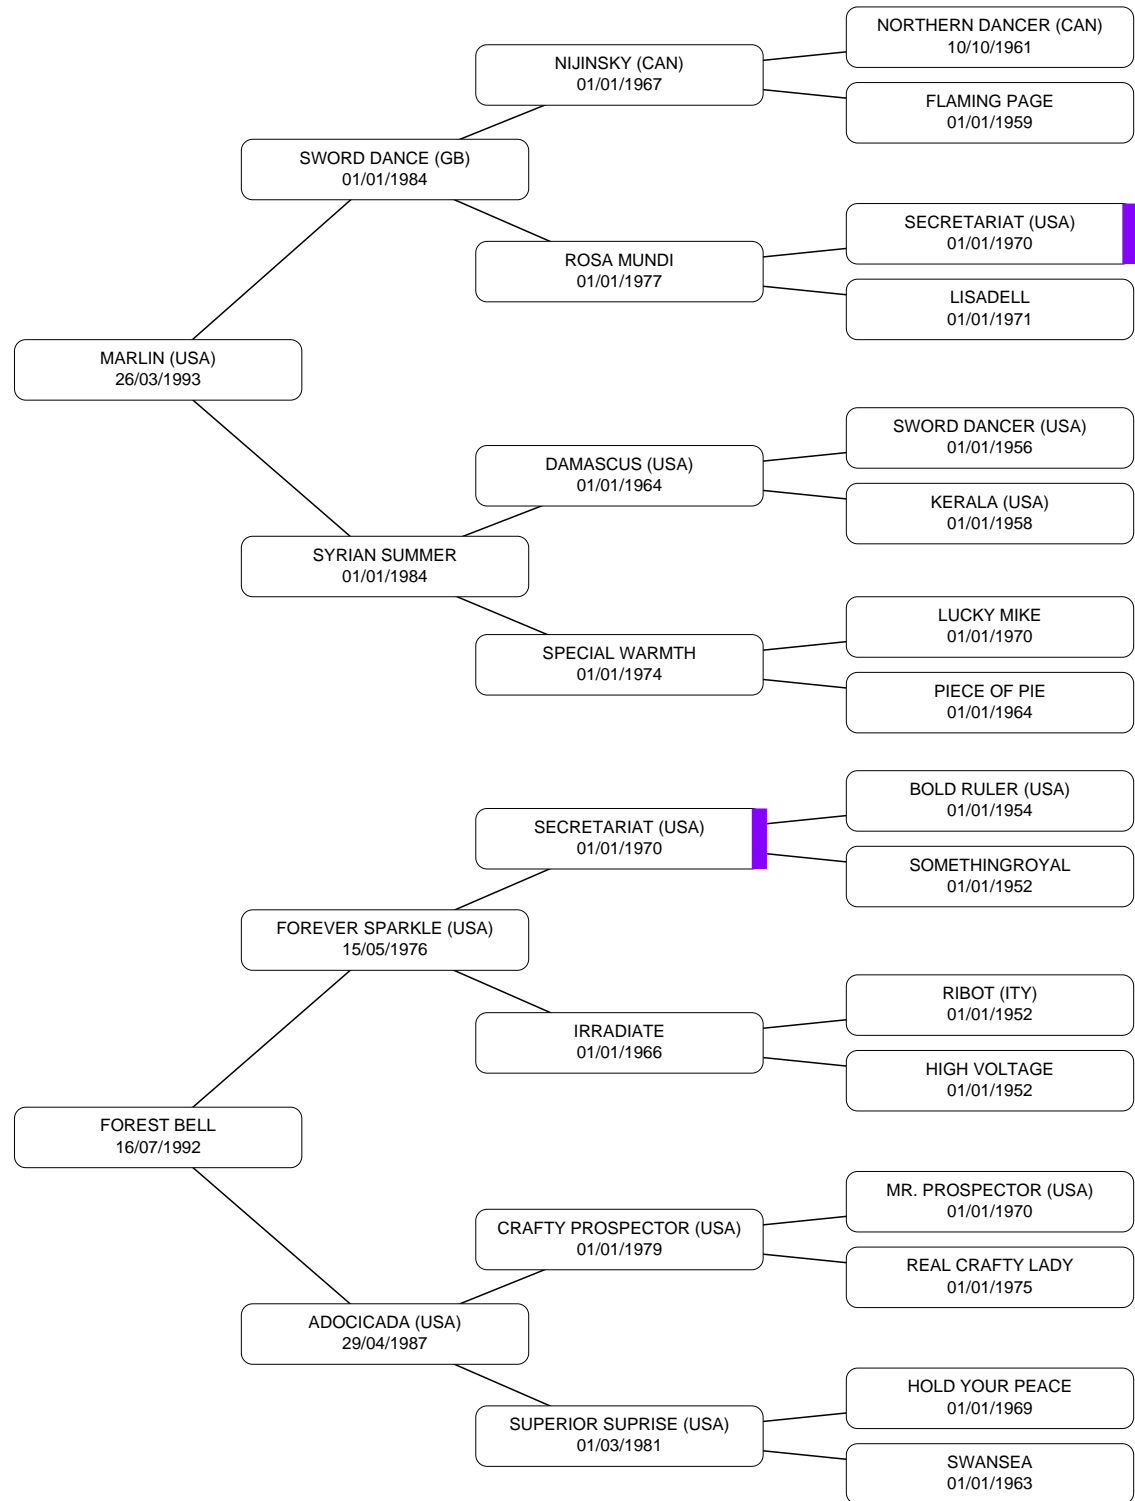 NORTHERN DANCER (CAN)
10/10/1961
NIJINSKY (CAN)
01/01/1967
FLAMING PAGE
01/01/1959
SWORD DANCE (GB)
01/01/1984
SECRETARIAT (USA)
01/01/1970
ROSA MUNDI
01/01/1977
LISADELL
01/01/1971
MARLIN (USA)
26/03/1993
SWORD DANCER (USA)
01/01/1956
DAMASCUS (USA)
01/01/1964
KERALA (USA)
01/01/1958
SYRIAN SUMMER
01/01/1984
LUCKY MIKE
01/01/1970
SPECIAL WARMTH
01/01/1974
PIECE OF PIE
01/01/1964
BOLD RULER (USA)
01/01/1954
SECRETARIAT (USA)
01/01/1970
SOMETHINGROYAL
01/01/1952
FOREVER SPARKLE (USA)
15/05/1976
RIBOT (ITY)
01/01/1952
IRRADIATE
01/01/1966
HIGH VOLTAGE
01/01/1952
FOREST BELL
16/07/1992
MR. PROSPECTOR (USA)
01/01/1970
CRAFTY PROSPECTOR (USA)
01/01/1979
REAL CRAFTY LADY
01/01/1975
ADOCICADA (USA)
29/04/1987
HOLD YOUR PEACE
01/01/1969
SUPERIOR SUPRISE (USA)
01/03/1981
SWANSEA
01/01/1963